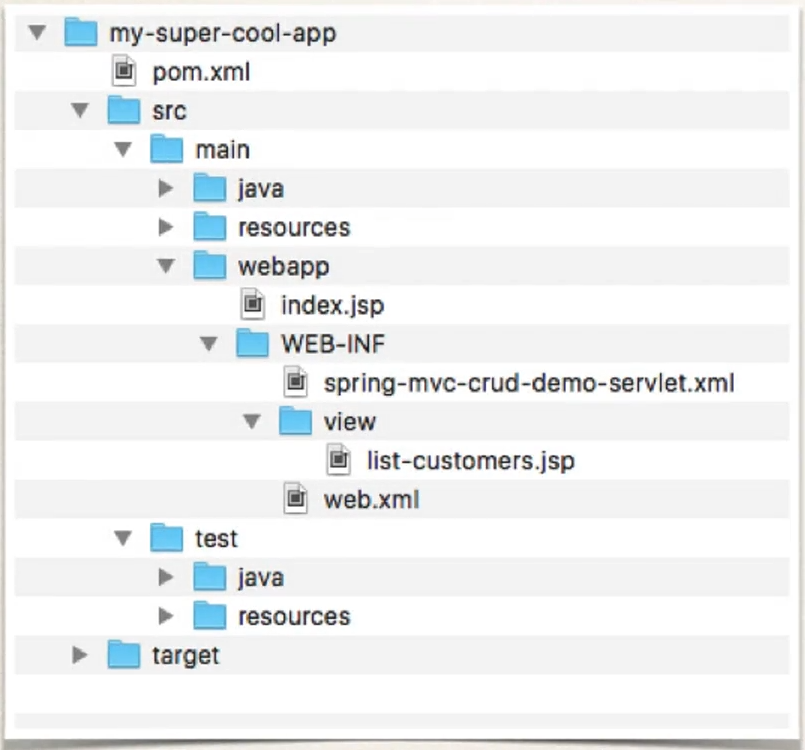 my-super-cool-app
pom.xml
src
main
java
resources
webapp
index.jsp
WEB-INF
spring-mvc-crud-demo-servlet.xml
view
list-customers.jsp
web.xml
test
java
resources
target